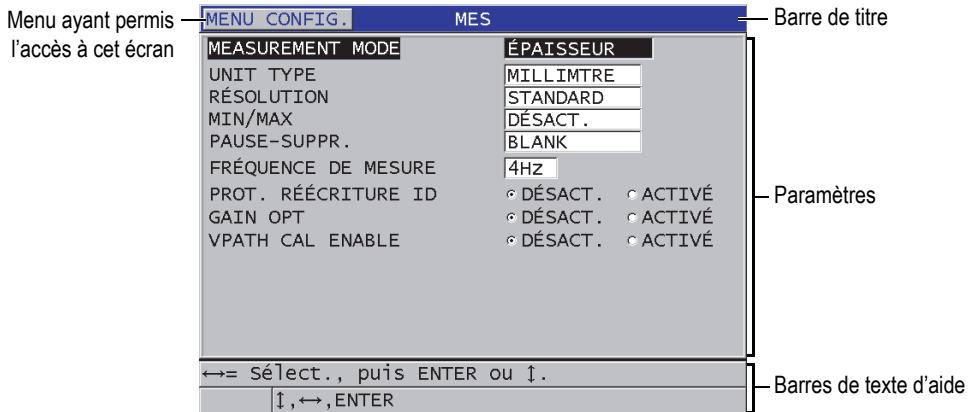 Menu ayant permis
l'accès à cet écran
MENU CONFIG. MES
Barre de titre
MEASUREMENT MODE ÉPAISSEUR
UNIT TYPE MILLIMTRE
RÉSOLUTION STANDARD
MIN/MAX DÉSACT.
PAUSE-SUPPR. BLANK
FRÉQUENCE DE MESURE 4Hz
PROT. RÉÉCRITURE ID DÉSACT. ACTIVÉ
GAIN OPT DÉSACT. ACTIVÉ
VPATH CAL ENABLE DÉSACT. ACTIVÉ
Paramètres
↔= Sélect., puis ENTER ou ↕.
↕,↔,ENTER
Barres de texte d'aide